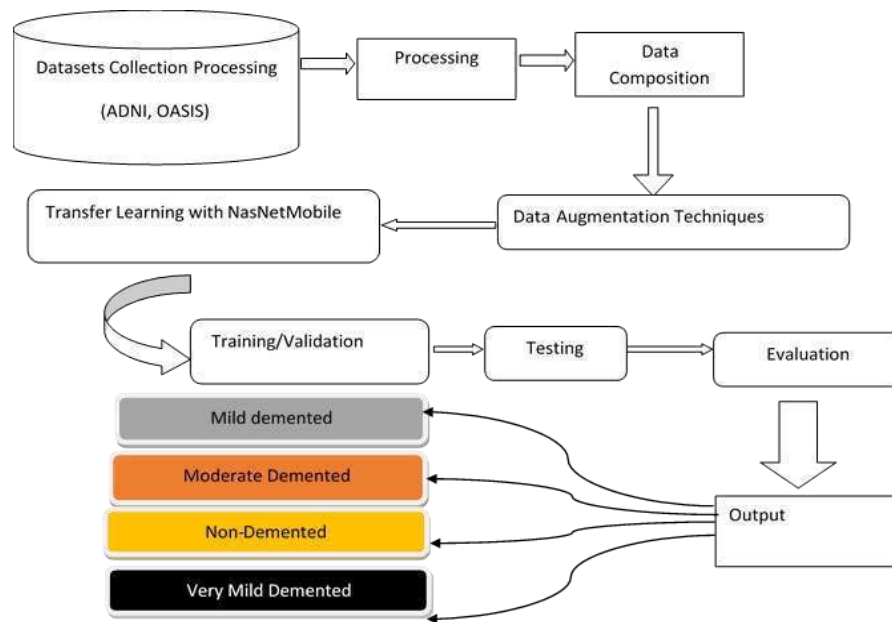 Datasets Collection Processing
(ADNI, OASIS)
Processing
Data
Composition
Transfer Learning with NasNetMobile
Data Augmentation Techniques
Training/Validation
Testing
Evaluation
Mild demented
Moderate Demented
Non-Demented
Very Mild Demented
Output